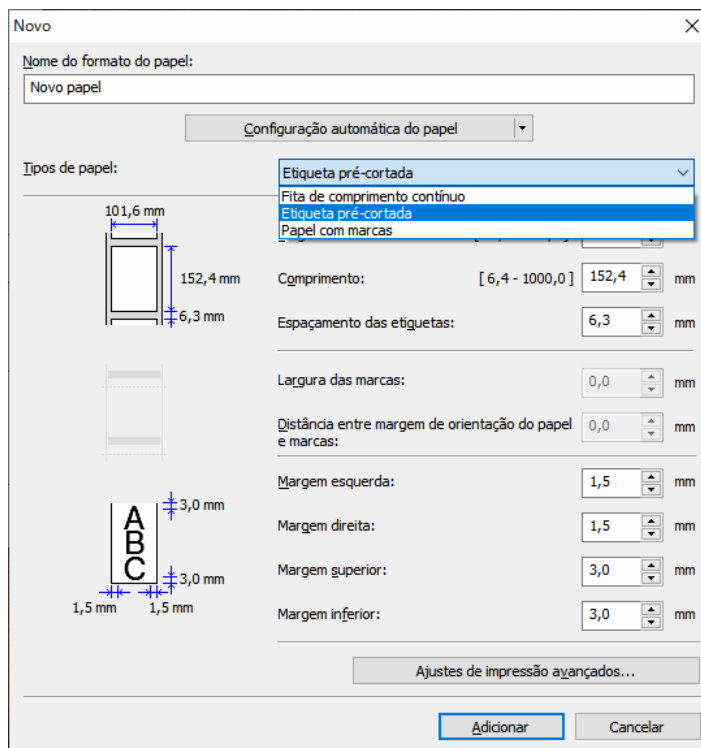 Novo
Nome do formato do papel:
Novo papel
Configuração automática do papel
Tipos de papel:
Etiqueta pré-cortada
Fita de comprimento contínuo
Etiqueta pré-cortada
Papel com marcas
101,6 mm
152,4 mm
6,3 mm
Comprimento: [ 6,4 - 1000,0 ] 152,4 mm
Espaçamento das etiquetas: 6,3 mm
Largura das marcas: 0,0 mm
Distância entre margem de orientação do papel
e marcas: 0,0 mm
A
B
C
3,0 mm
3,0 mm
1,5 mm 1,5 mm
Margem esquerda: 1,5 mm
Margem direita: 1,5 mm
Margem superior: 3,0 mm
Margem inferior: 3,0 mm
Ajustes de impressão avançados...
Adicionar Cancelar